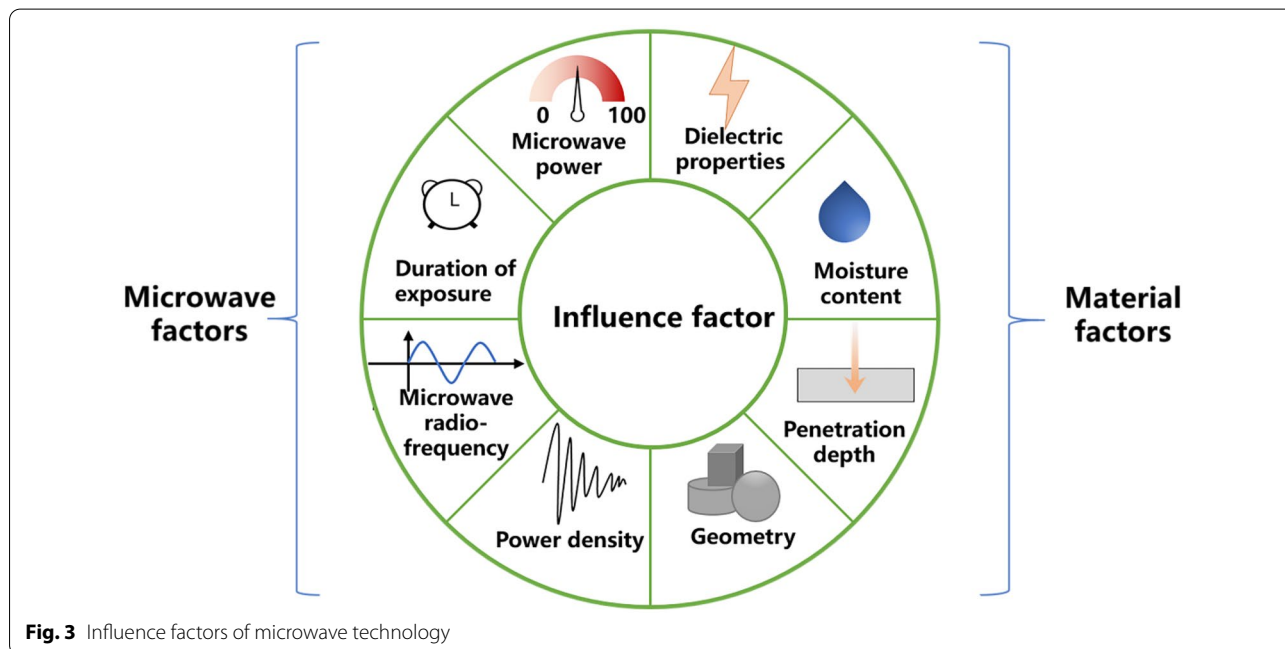 Microwave
factors
0 100
Microwave
power
Dielectric
properties
Duration of
exposure
Moisture
content
Influence factor
Microwave
radio-
frequency
Penetration
depth
Power density
Geometry
Material
factors
Fig. 3 Influence factors of microwave technology